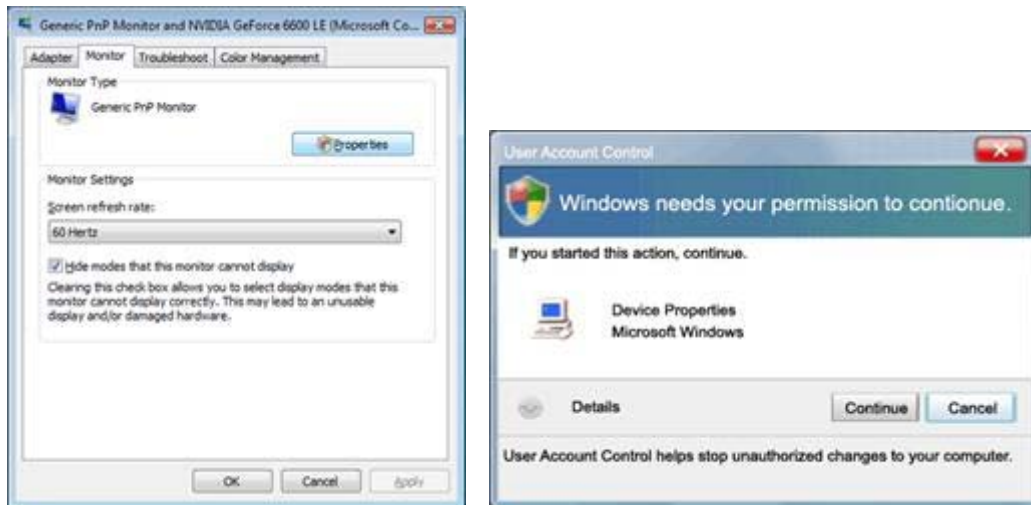 Generic PnP Monitor and NVIDIA GeForce 6600 LE (Microsoft Co...
Adapter Monitor Troubleshoot Color Management
Monitor Type
Generic PnP Monitor
Properties
Monitor Settings
Screen refresh rate:
60 Hertz
Hide modes that this monitor cannot display
Clearing this check box allows you to select display modes that this
monitor cannot display correctly. This may lead to an unusable
display and/or damaged hardware.
OK Cancel Apply
User Account Control
Windows needs your permission to contionue.
If you started this action, continue.
Device Properties
Microsoft Windows
Details Continue Cancel
User Account Control helps stop unauthorized changes to your computer.